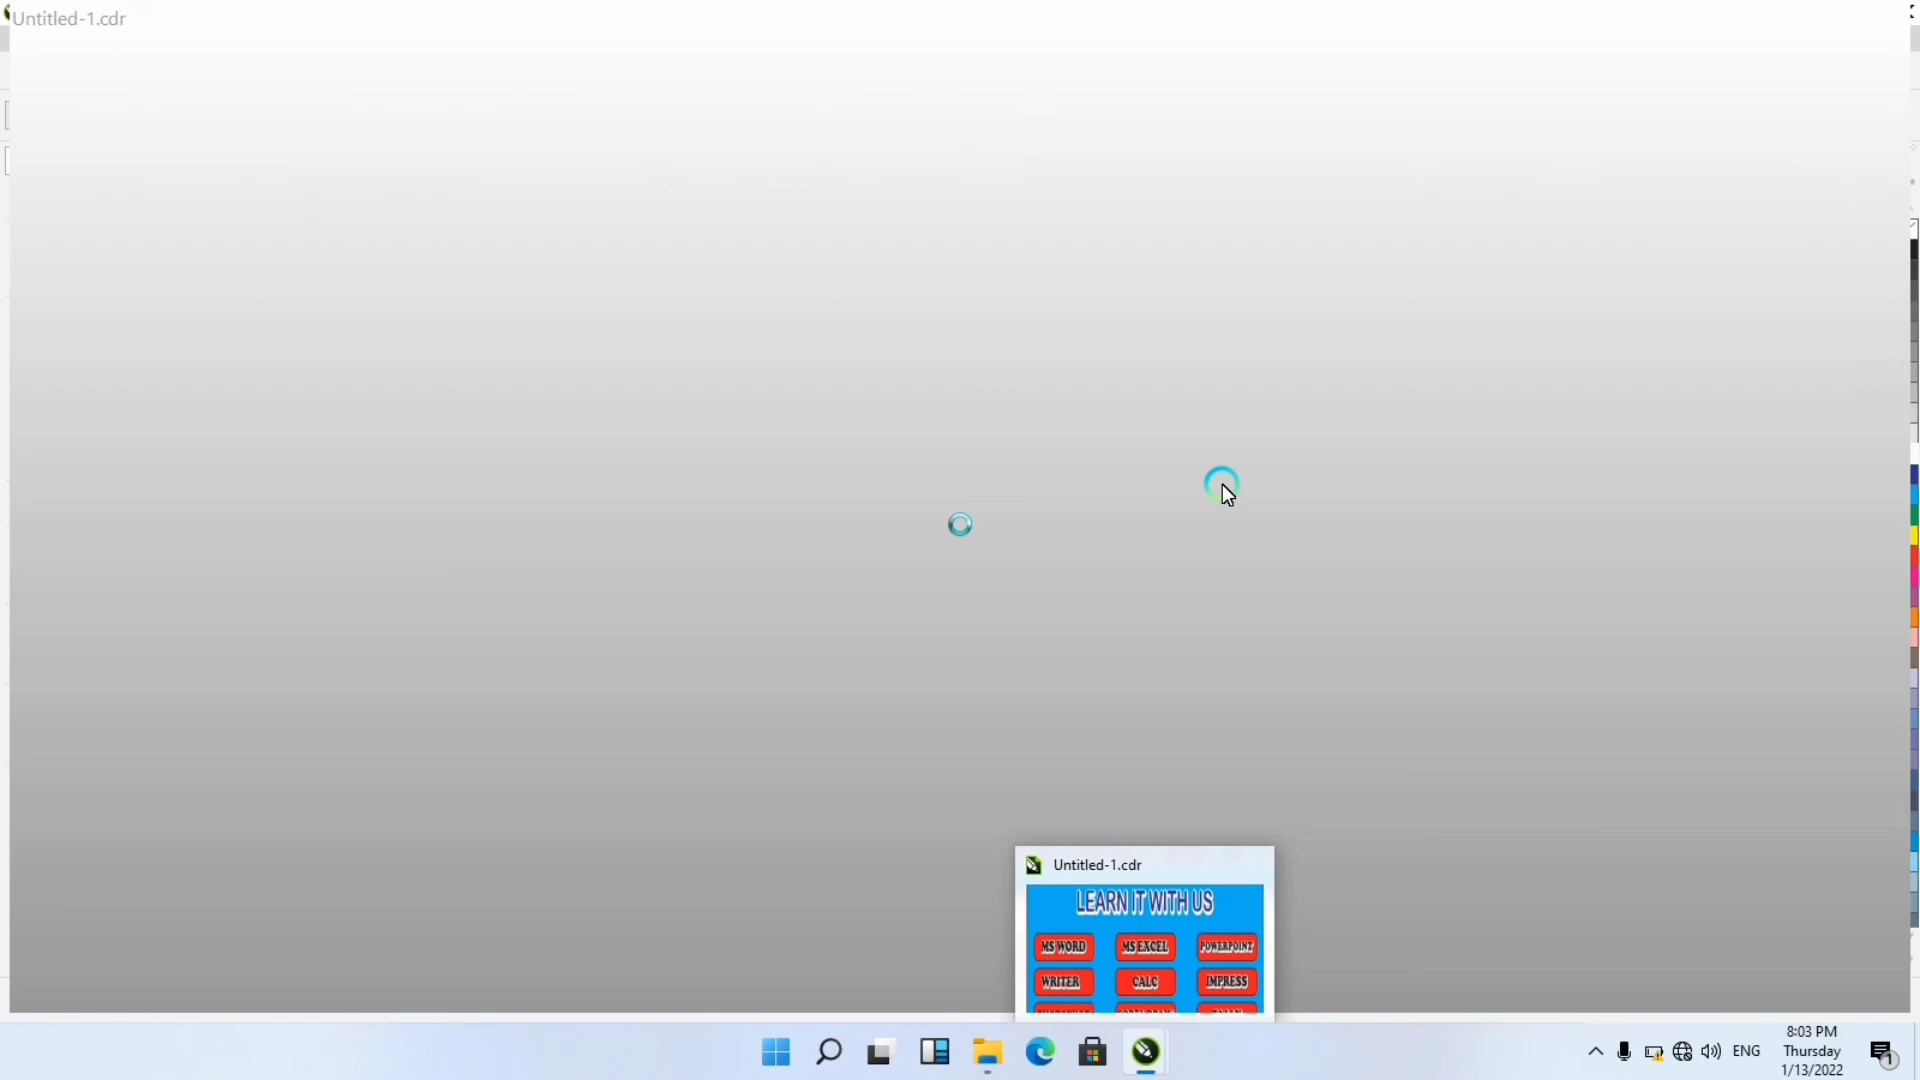 Untitled-1.cdr
Untitled-1.cdr
LEARN IT WITH US
MS WORD
MS EXCEL
POWERPOINT
WRITER
CALC
IMPRESS
ENG
8:03 PM
Thursday
1/13/2022
1